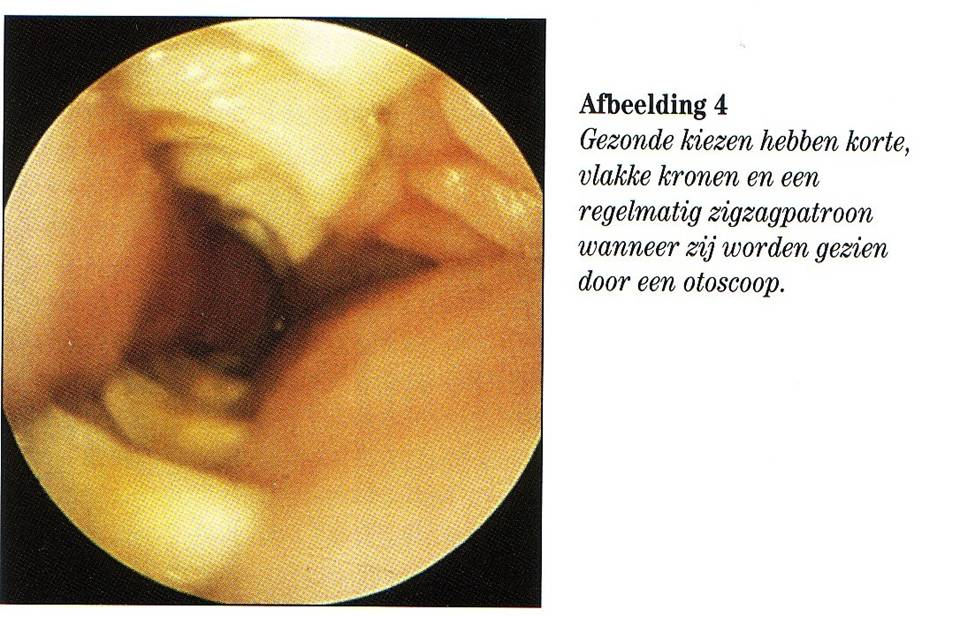 Afbeelding 4
Gezonde kiezen hebben korte,
vlakke kronen en een
regelmatig zigzagpatroon
wanneer zij worden gezien
door een otoscoop.